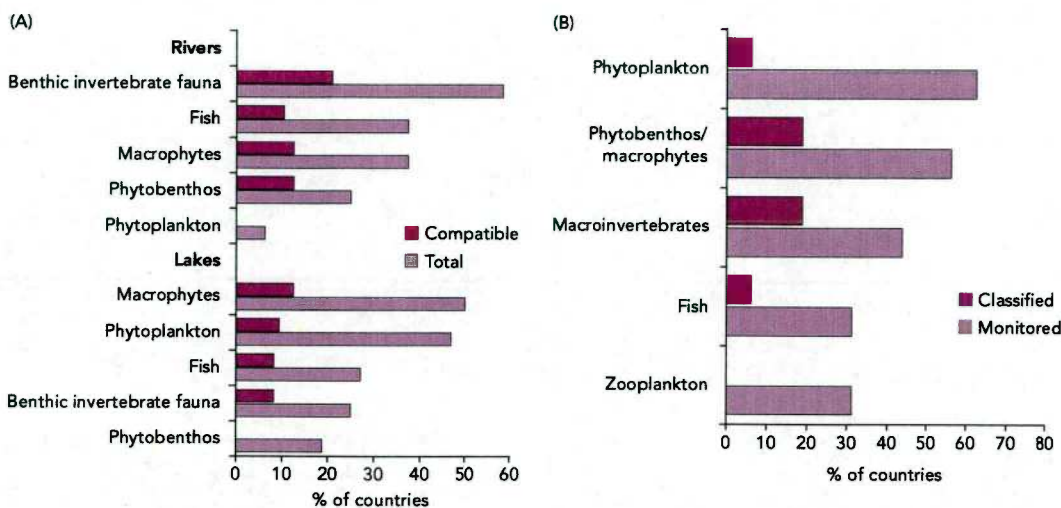 (A)
Rivers
Benthic invertebrate fauna
Fish
Macrophytes
Phytobenthos
Phytoplankton
Lakes
Macrophytes
Phytoplankton
Fish
Benthic invertebrate fauna
Phytobenthos
Compatible
Total
0 10 20 30 40 50 60
% of countries
(B)
Phytoplankton
Phytobenthos/
macrophytes
Macroinvertebrates
Fish
Zooplankton
Classified
Monitored
0 10 20 30 40 50 60 70 80
% of countries